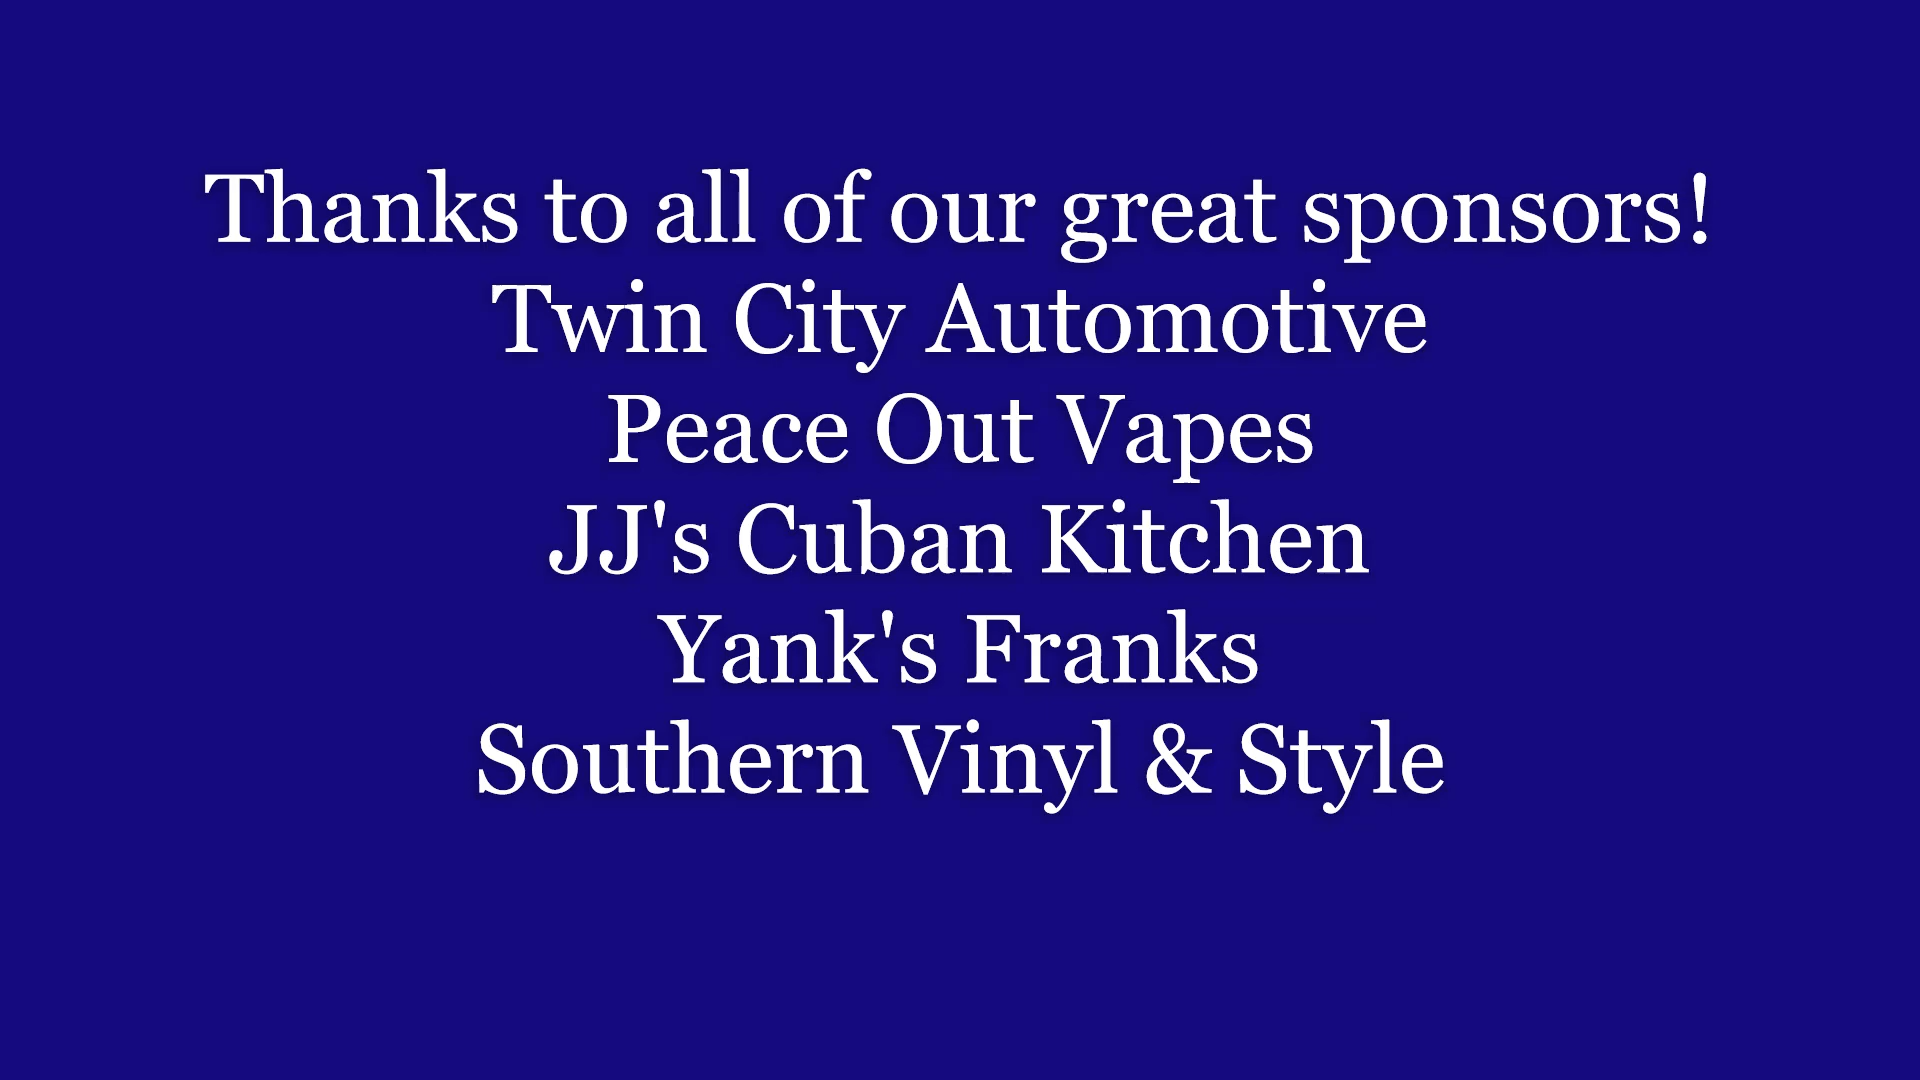 Thanks to all of our great sponsors!
Twin City Automotive
Peace Out Vapes
JJ's Cuban Kitchen
Yank's Franks
Southern Vinyl & Style